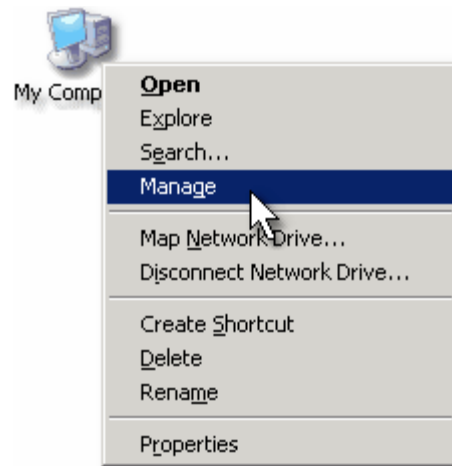 My Comp
Open
Explore
Search...
Manage
Map Network Drive...
Disconnect Network Drive...
Create Shortcut
Delete
Rename
Properties